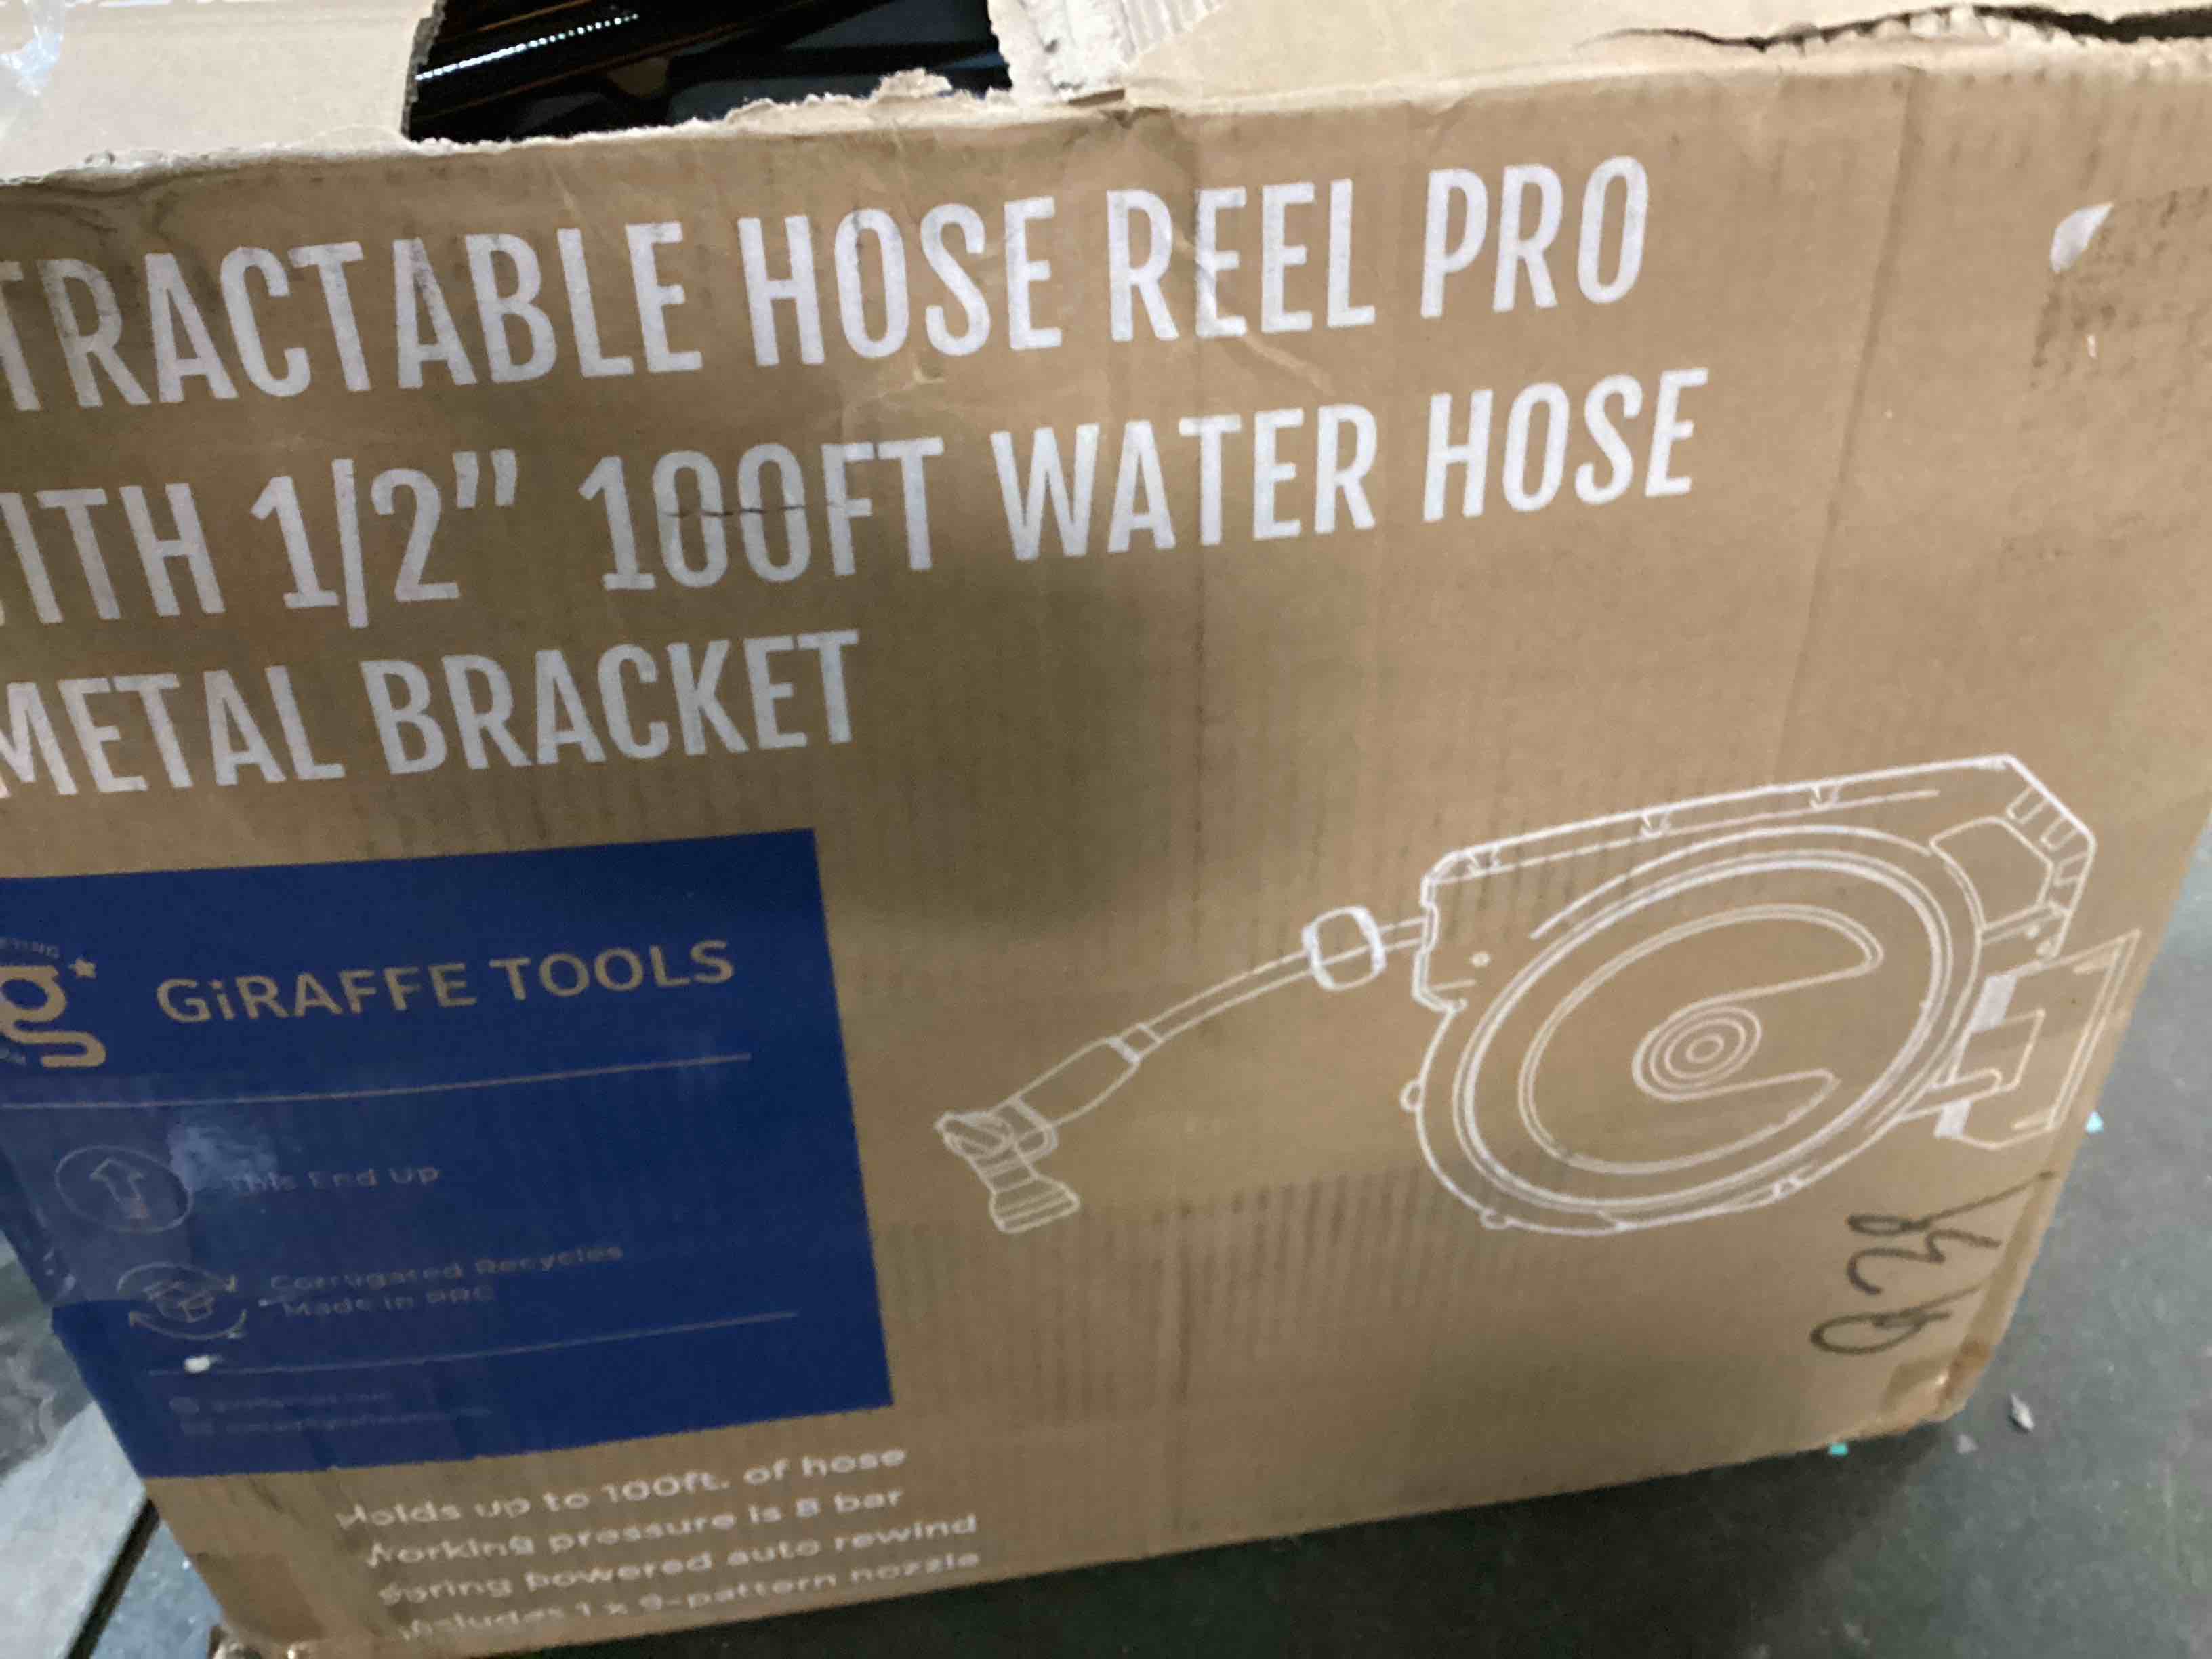 TRACTABLE HOSE REEL PRO
ITH 1/2" 100FT WATER HOSE
METAL BRACKET
g
GiRAFFE TOOLS
This End Up
Corrugated Recycles
Made in PRC
Holds up to 100ft. of hose
Working pressure is 8 bar
Spring powered auto rewind
Includes 1 x 9-pattern nozzle